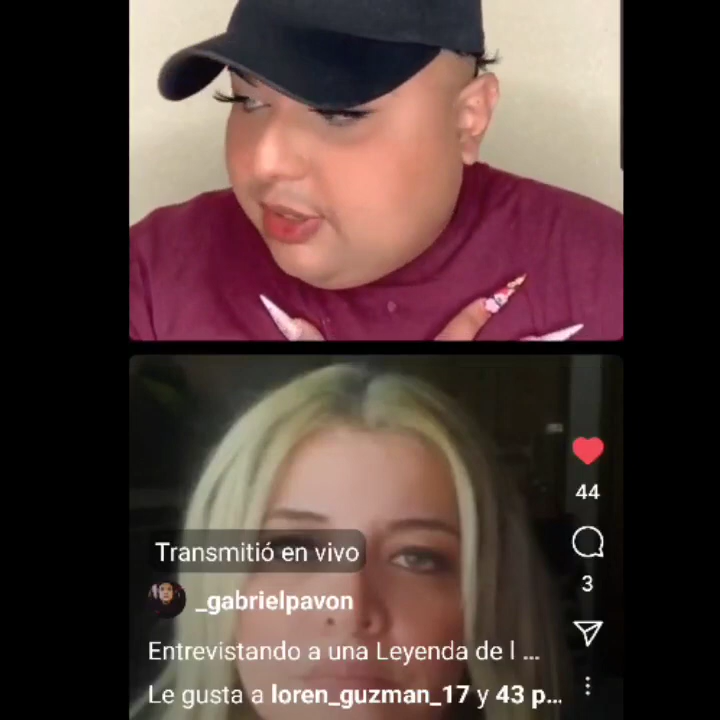 44
Transmitió en vivo
3
_gabrielpavon
Entrevistando a una Leyenda de l ...
Le gusta a loren_guzman_17 y 43 p...